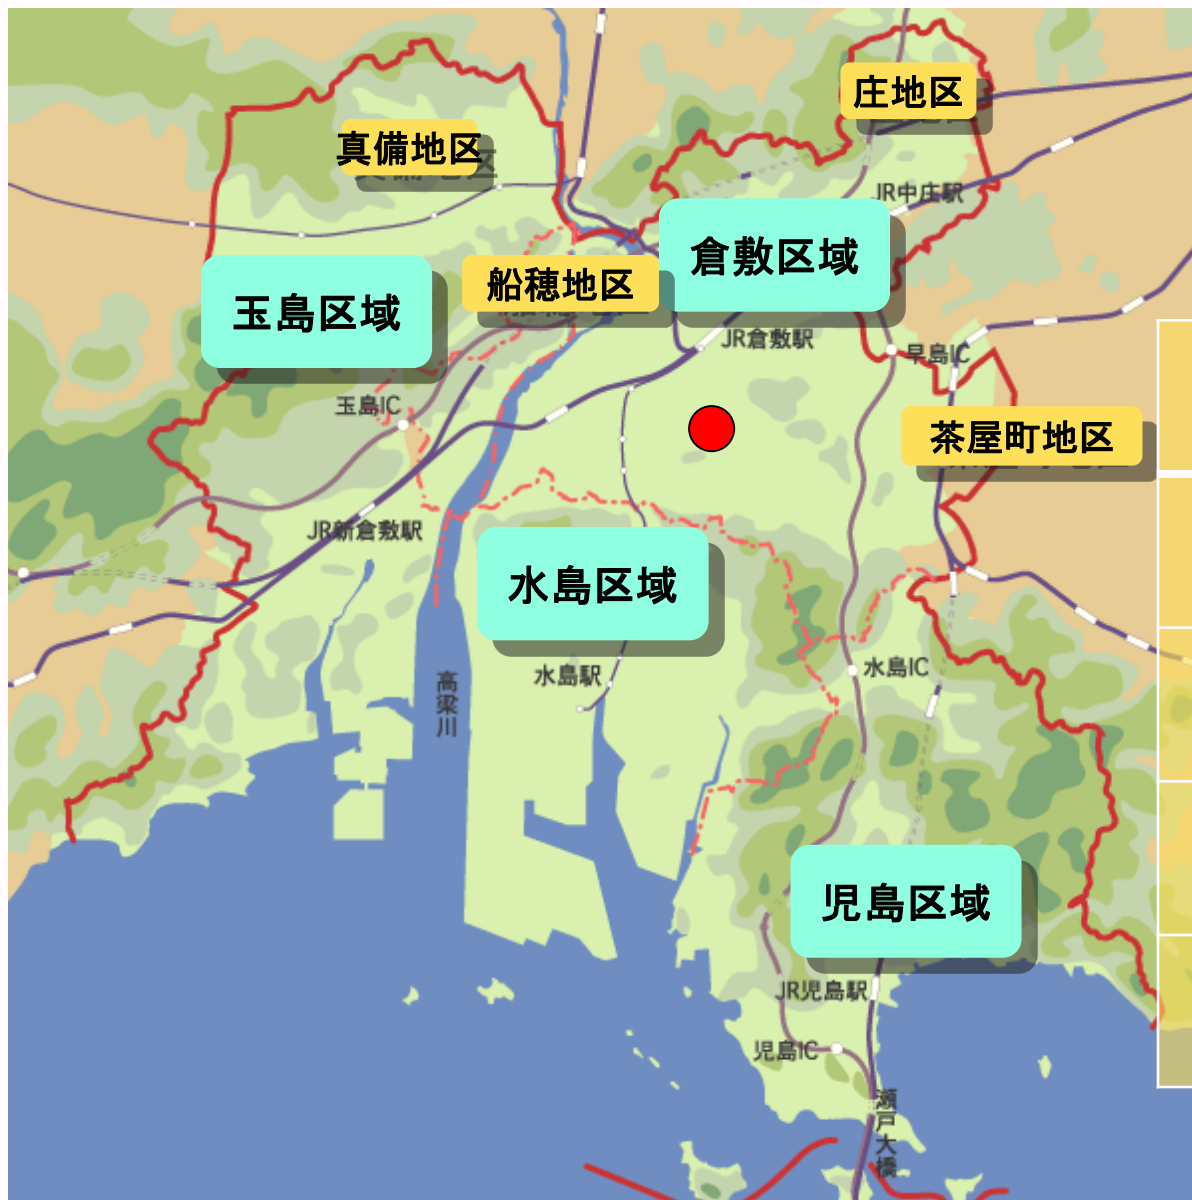 庄地区
真備地区
JR中庄駅
倉敷区域
船穂地区
玉島区域
JR倉敷駅
早島IC
玉島IC
茶屋町地区
JR新倉敷駅
水島区域
水島IC
水島駅
高梁川
児島区域
JR児島駅
児島IC
瀬戸大橋